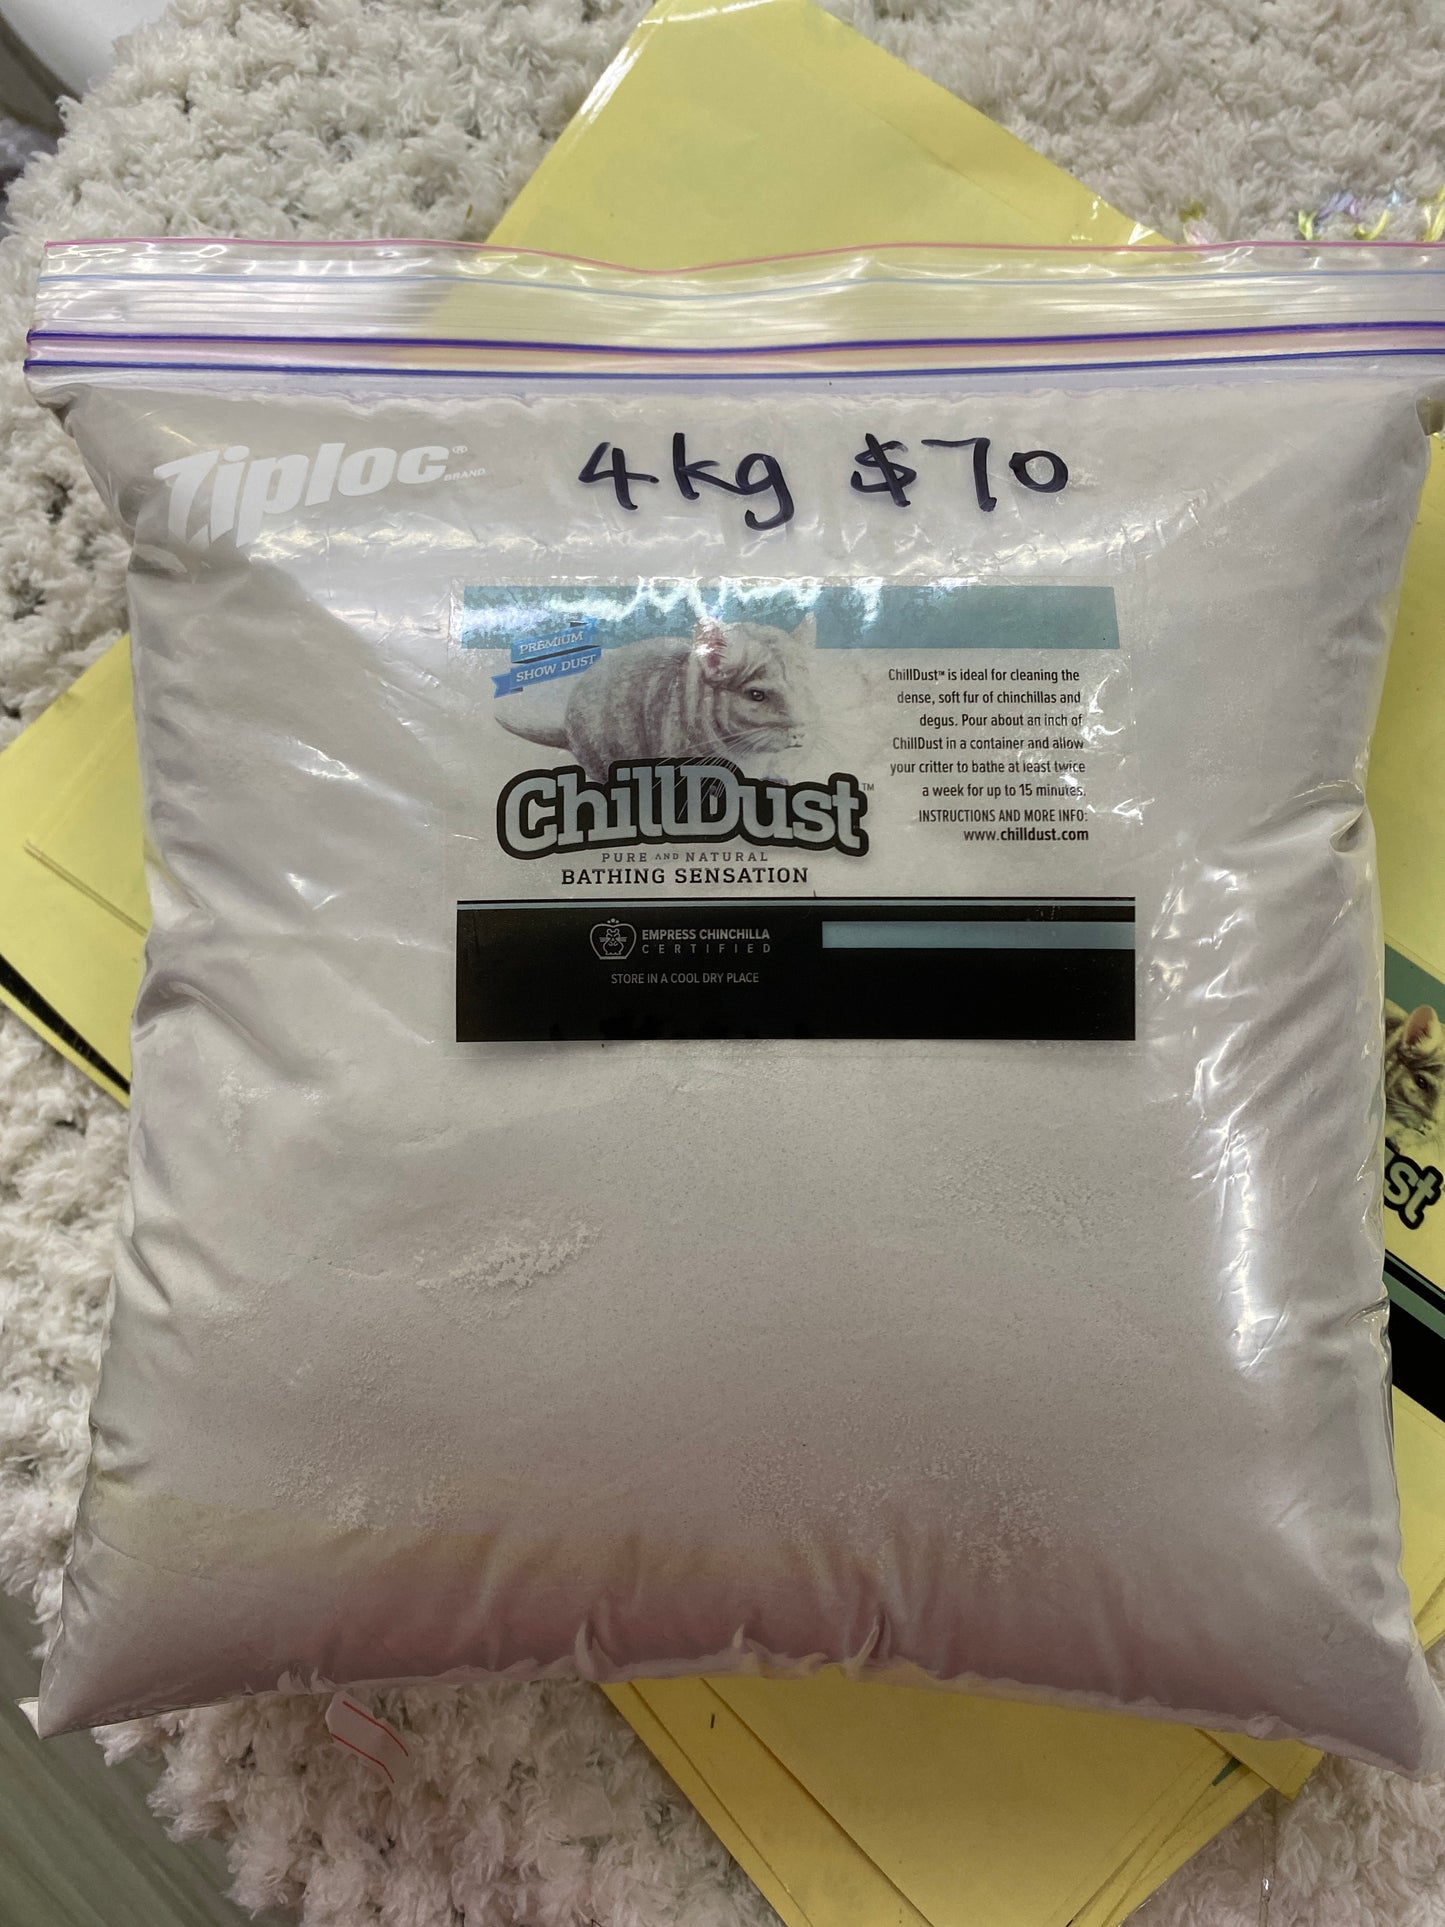 Ziploc®
BRAND
4kg $70
PREMIUM
SHOW DUST
ChillDust™ is ideal for cleaning the
dense, soft fur of chinchillas and
degus. Pour about an inch of
ChillDust in a container and allow
your critter to bathe at least twice
a week for up to 15 minutes.
INSTRUCTIONS AND MORE INFO:
www.chilldust.com
ChillDust™
PURE AND NATURAL
BATHING SENSATION
EMPRESS CHINCHILLA
CERTIFIED
STORE IN A COOL DRY PLACE
st